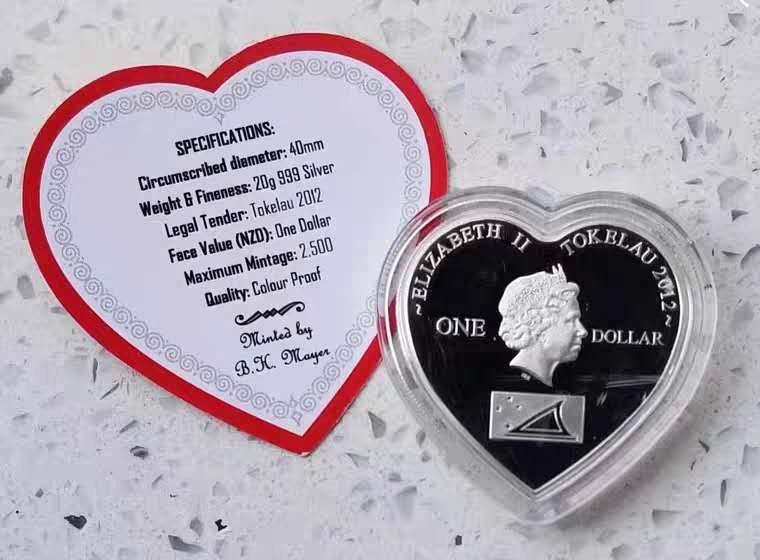 SPECIFICATIONS:
Circumscribed diemeter: 40mm
Weight & Fineness: 20g 999 Silver
Legal Tender: Tokelau 2012
Face Value (NZD): One Dollar
Maximum Mintage: 2,500
Quality: Colour Proof
Minted by
B.H. Mayer
~ELIZABETH II TOKELAU 2012~
ONE DOLLAR